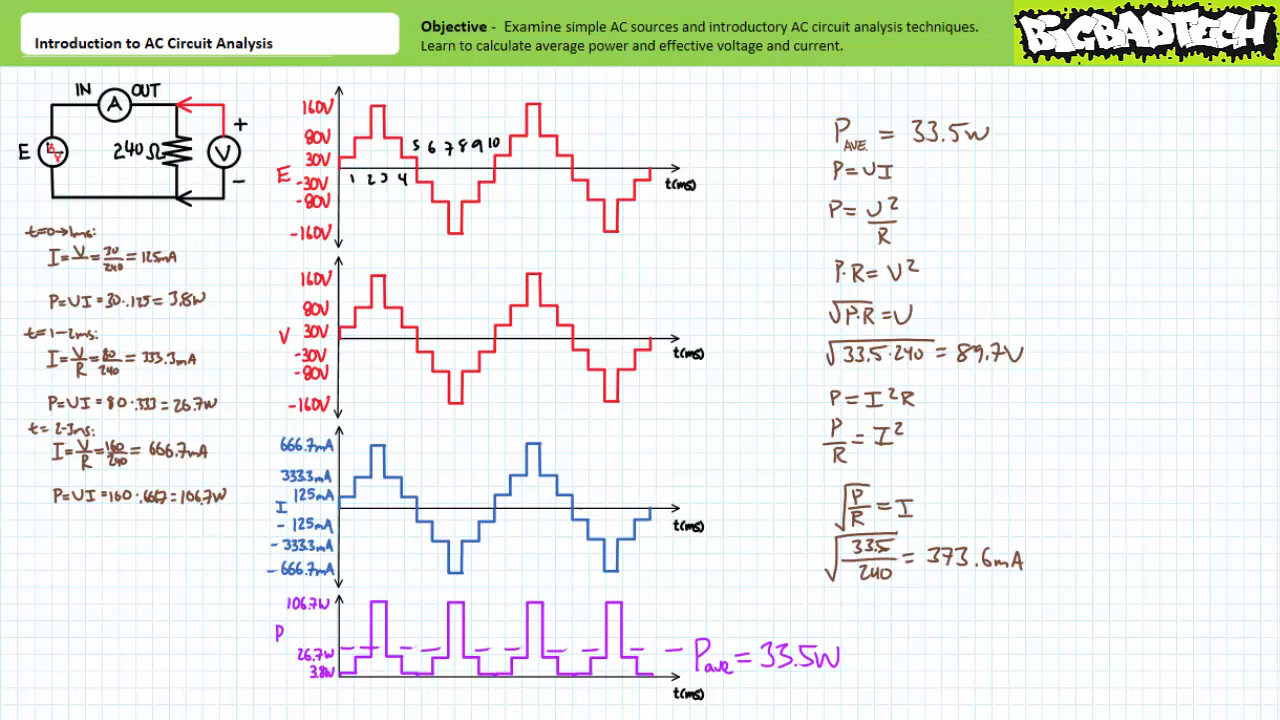 Introduction to AC Circuit Analysis
Objective - Examine simple AC sources and introductory AC circuit analysis techniques.
Learn to calculate average power and effective voltage and current.
BIGBADTECH
IN A OUT
E 240Ω V + −
t=0→1ms:
I = V = 30/240 = 125mA
P=VI = 30·.125 = 3.8W
t=1-2ms:
I = V/R = 80/240 = 333.3mA
P=VI = 80·.333 = 26.7W
t=2-3ms:
I = V/R = 160/240 = 666.7mA
P=VI = 160·.667 = 106.7W
160V
80V
30V
E
-30V
-80V
-160V
1 2 3 4 5 6 7 8 9 10
t(ms)
160V
80V
V 30V
-30V
-80V
-160V
t(ms)
666.7mA
333.3mA
125mA
I
-125mA
-333.3mA
-666.7mA
t(ms)
106.7W
P
26.7W
3.8W
t(ms)
Pave = 33.5W
PAVE. = 33.5W
P=VI
P= V²/R
P·R = V²
√P·R = V
√33.5·240 = 89.7V
P = I²R
P/R = I²
√P/R = I
√33.5/240 = 373.6mA